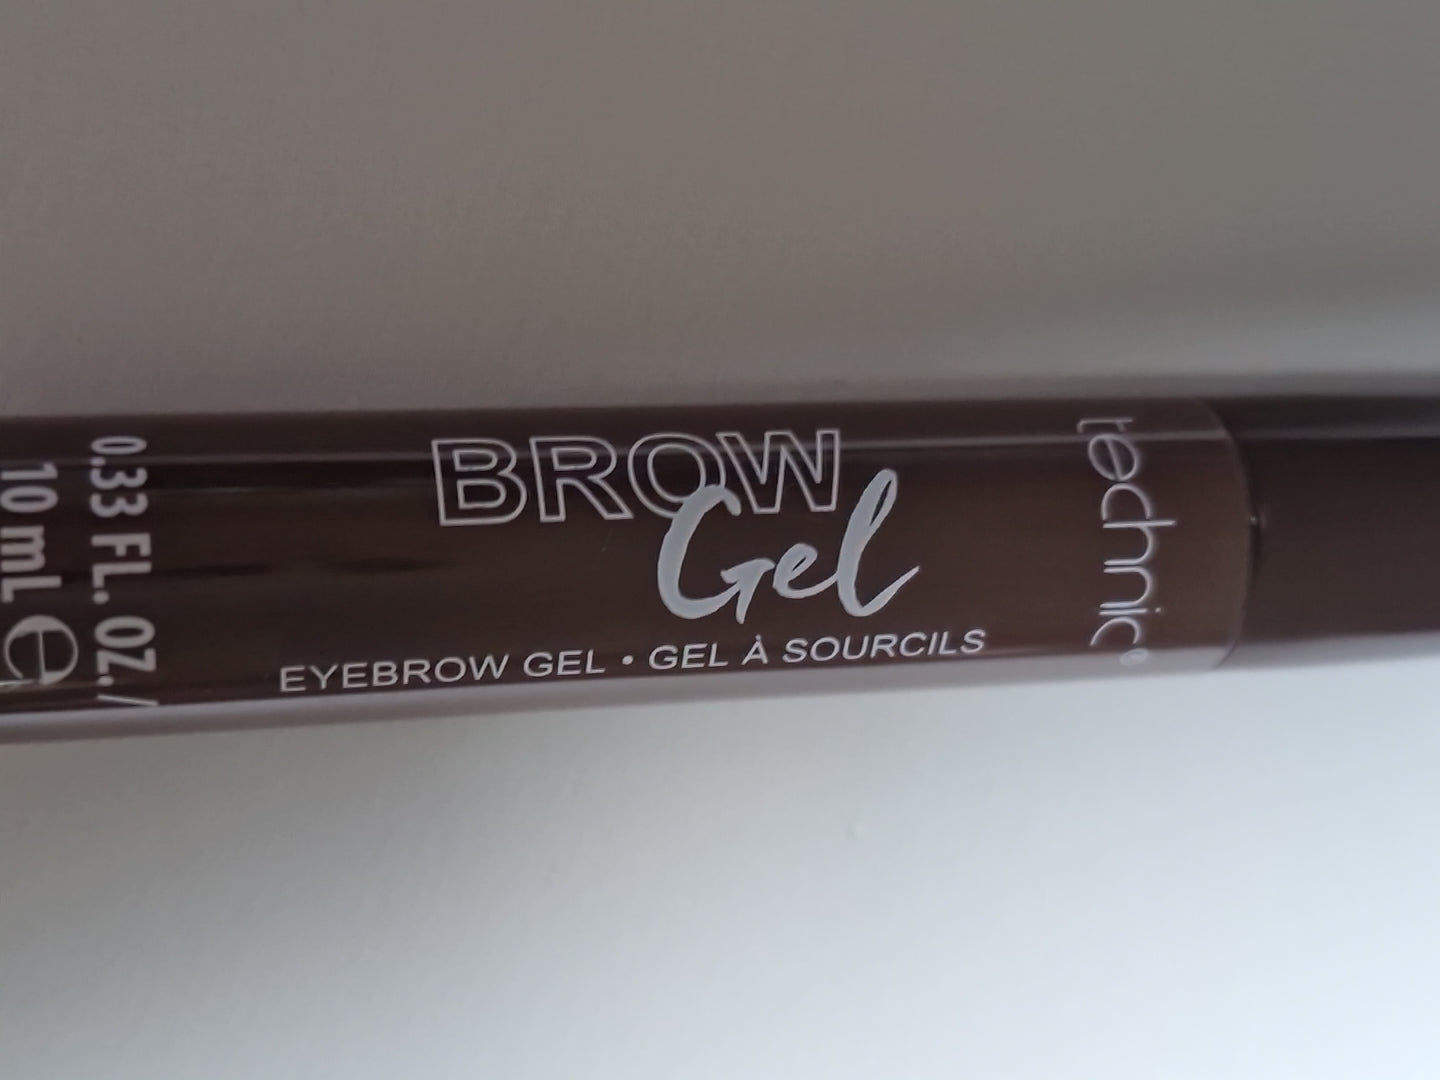 BROW
Gel
EYEBROW GEL • GEL À SOURCILS
technic®
0.33 FL. OZ. /
10 mL e